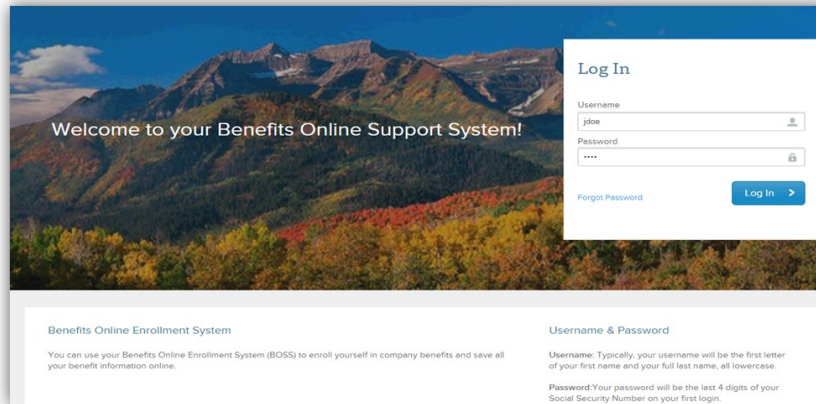 Log In
Username
jdoe
Welcome to your Benefits Online Support System!
Password
••••
Forgot Password
Log In >
Benefits Online Enrollment System
You can use your Benefits Online Enrollment System (BOSS) to enroll yourself in company benefits and save all
your benefit information online.
Username & Password
Username: Typically, your username will be the first letter
of your first name and your full last name, all lowercase.
Password:Your password will be the last 4 digits of your
Social Security Number on your first login.